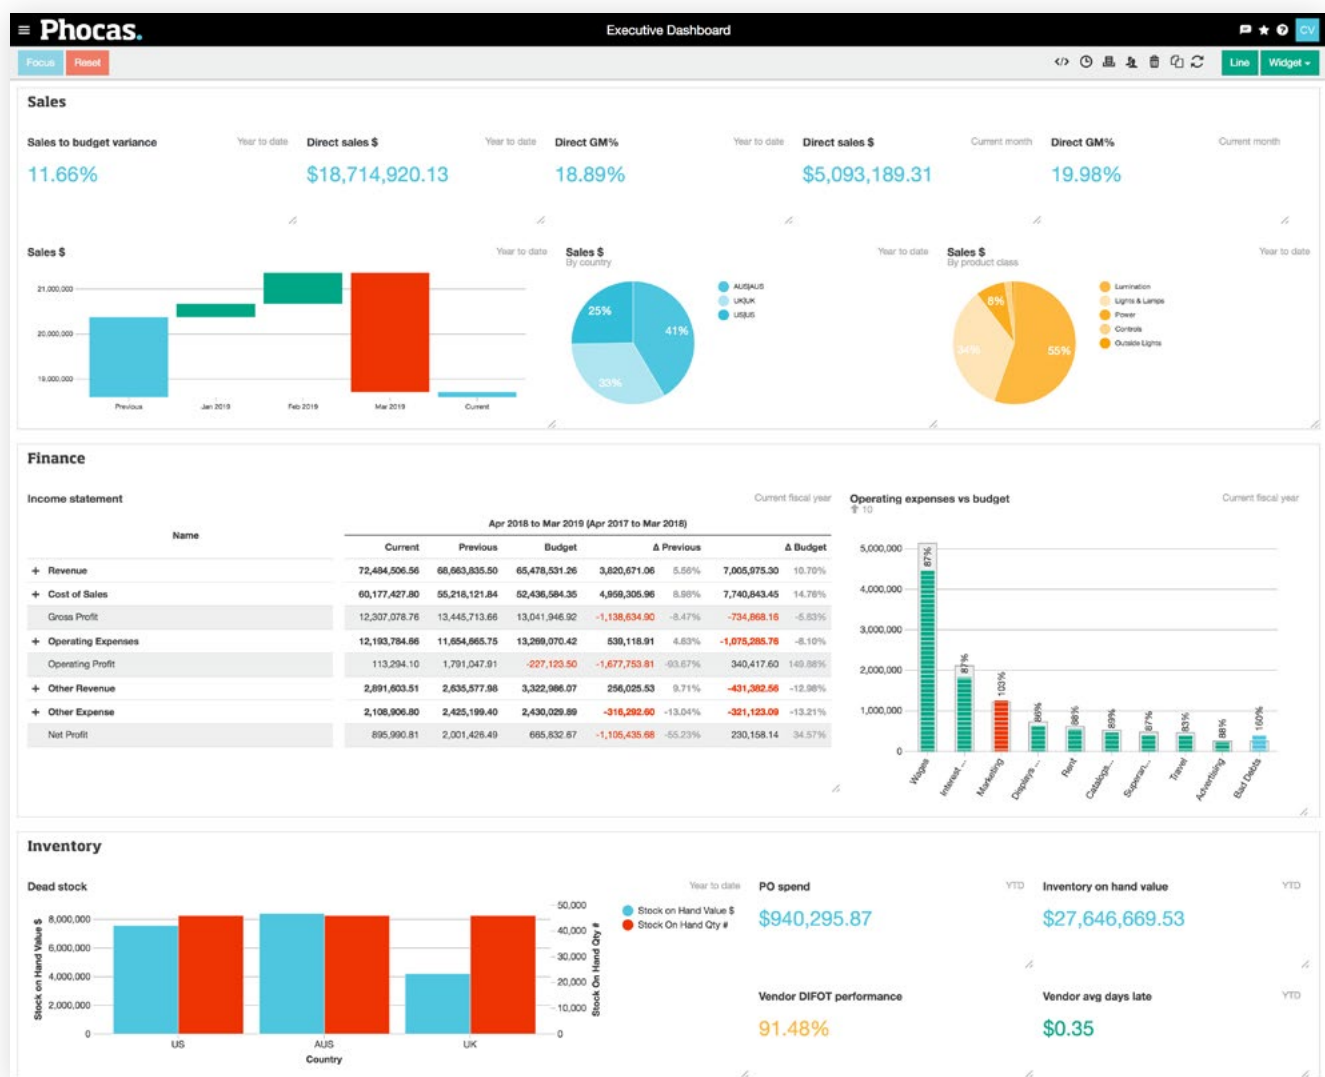 Phocas.
Executive Dashboard
CV
Focus
Reset
Line
Widget
Sales
Sales to budget variance
Year to date
11.66%
Direct sales $
Year to date
$18,714,920.13
Direct GM%
Year to date
18.89%
Direct sales $
Current month
$5,093,189.31
Direct GM%
Current month
19.98%
Sales $
Year to date
21,000,000
20,000,000
19,000,000
Previous
Jan 2019
Feb 2019
Mar 2019
Current
Sales $
By country
Year to date
25%
41%
33%
AUS|AUS
UK|UK
US|US
Sales $
By product class
Year to date
8%
34%
55%
Lumination
Lights & Lamps
Power
Controls
Outside Lights
Finance
Income statement
Current fiscal year
Name
Apr 2018 to Mar 2019 (Apr 2017 to Mar 2018)
Current Previous Budget Δ Previous Δ Budget
+ Revenue 72,484,506.56 68,663,835.50 65,478,531.26 3,820,671.06 5.56% 7,005,975.30 10.70%
+ Cost of Sales 60,177,427.80 55,218,121.84 52,436,584.35 4,959,305.96 8.98% 7,740,843.45 14.76%
Gross Profit 12,307,078.76 13,445,713.66 13,041,946.92 -1,138,634.90 -8.47% -734,868.16 -5.63%
+ Operating Expenses 12,193,784.66 11,654,665.75 13,269,070.42 539,118.91 4.63% -1,075,285.76 -8.10%
Operating Profit 113,294.10 1,791,047.91 -227,123.50 -1,677,753.81 -93.67% 340,417.60 149.88%
+ Other Revenue 2,891,603.51 2,635,577.98 3,322,986.07 256,025.53 9.71% -431,382.56 -12.98%
+ Other Expense 2,108,906.80 2,425,199.40 2,430,029.89 -316,292.60 -13.04% -321,123.09 -13.21%
Net Profit 895,990.81 2,001,426.49 665,832.67 -1,105,435.68 -55.23% 230,158.14 34.57%
Operating expenses vs budget
10
Current fiscal year
5,000,000
4,000,000
3,000,000
2,000,000
1,000,000
0
87%
87%
103%
86%
88%
89%
87%
83%
88%
160%
Wages
Interest ...
Marketing
Displays ...
Rent
Catalogs...
Superan...
Travel
Advertising
Bad Debts
Inventory
Dead stock
Year to date
Stock on Hand Value $
8,000,000
6,000,000
4,000,000
2,000,000
0
US
AUS
UK
Country
50,000
40,000
30,000
20,000
10,000
0
Stock On Hand Qty #
Stock on Hand Value $
Stock On Hand Qty #
PO spend
YTD
$940,295.87
Inventory on hand value
YTD
$27,646,669.53
Vendor DIFOT performance
91.48%
Vendor avg days late
YTD
$0.35